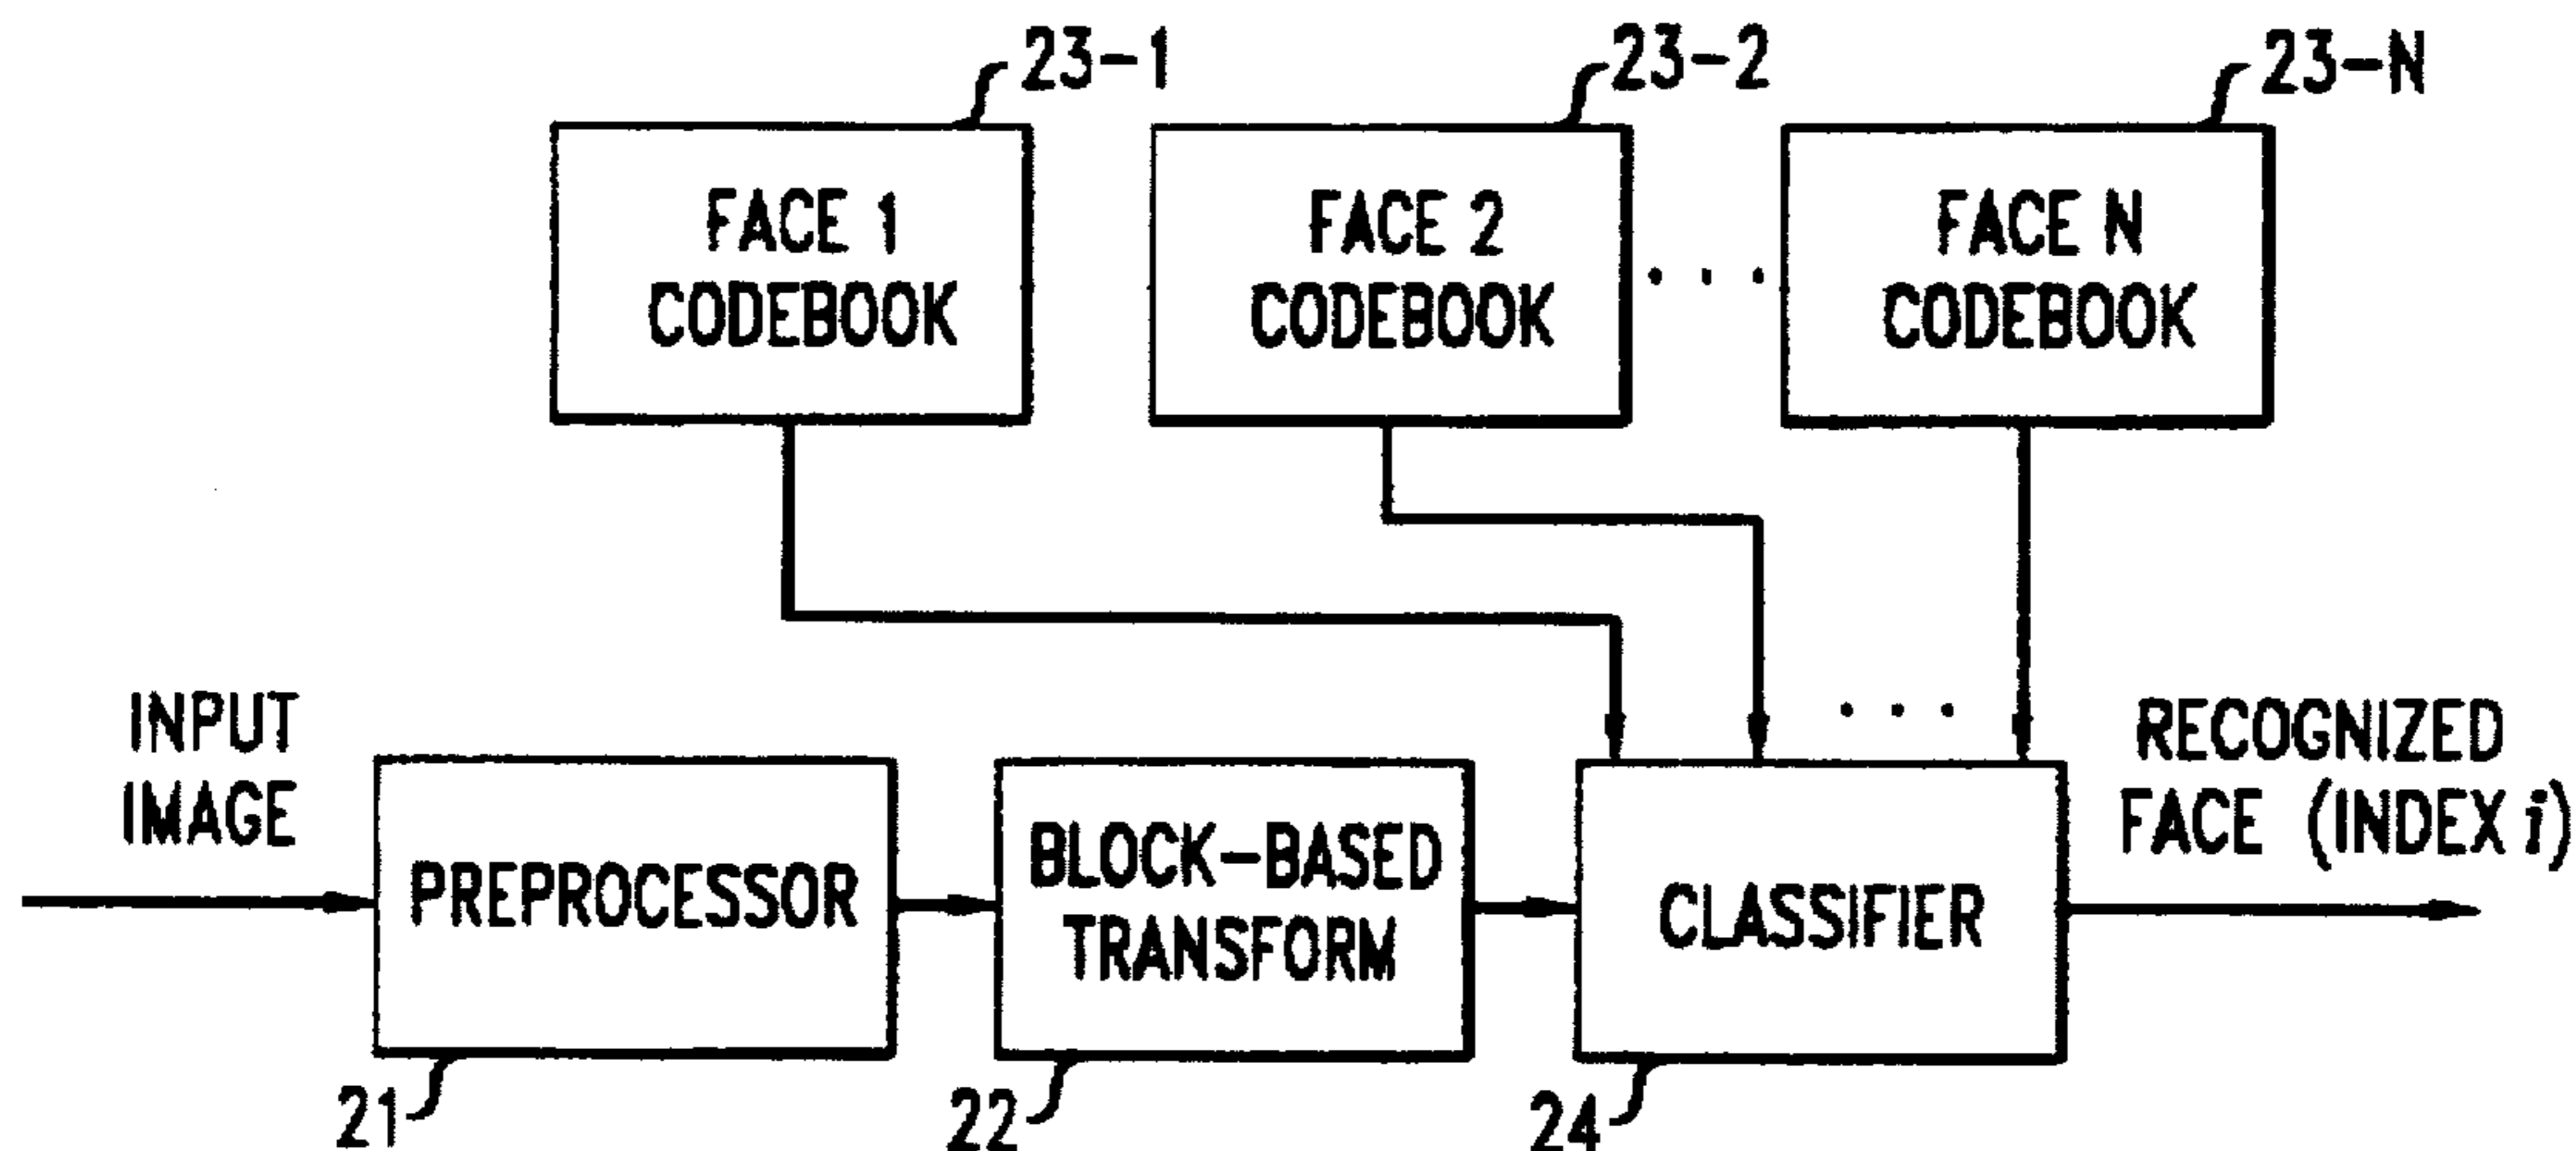 23-1
23-2
23-N
FACE 1
CODEBOOK
FACE 2
CODEBOOK
. . .
FACE N
CODEBOOK
INPUT
IMAGE
PREPROCESSOR
BLOCK-BASED
TRANSFORM
. . .
CLASSIFIER
RECOGNIZED
FACE (INDEX i)
21
22
24